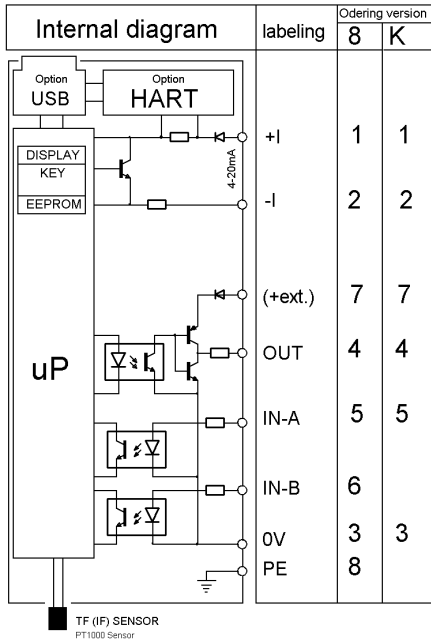 Internal diagram
labeling
Odering version
8 K
Option
USB
Option
HART
+I 1 1
DISPLAY
KEY
EEPROM
4-20mA
-I 2 2
(+ext.) 7 7
uP
OUT 4 4
IN-A 5 5
IN-B 6
0V 3 3
PE 8
TF (IF) SENSOR
PT1000 Sensor